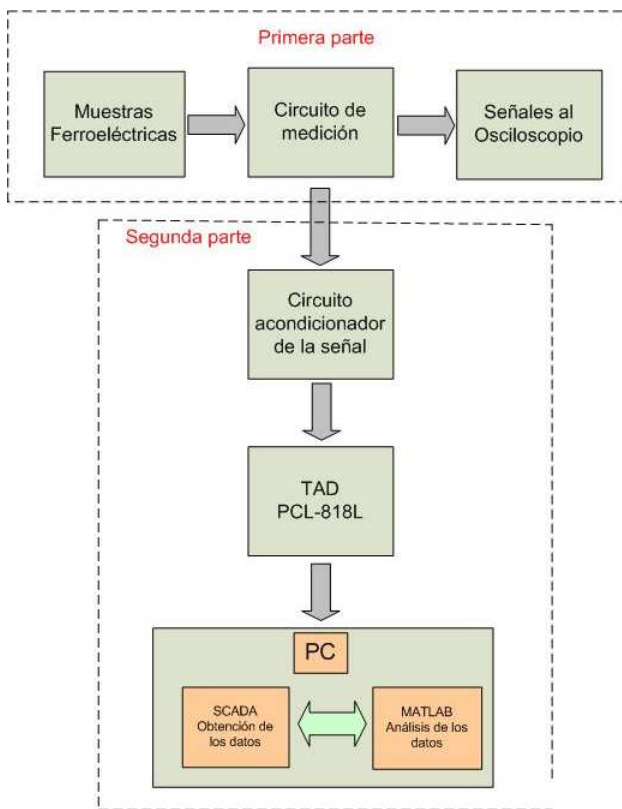 Primera parte
Muestras
Ferroeléctricas
Circuito de
medición
Señales al
Osciloscopio
Segunda parte
Circuito
acondicionador
de la señal
TAD
PCL-818L
PC
SCADA
Obtención de
los datos
MATLAB
Análisis de los
datos